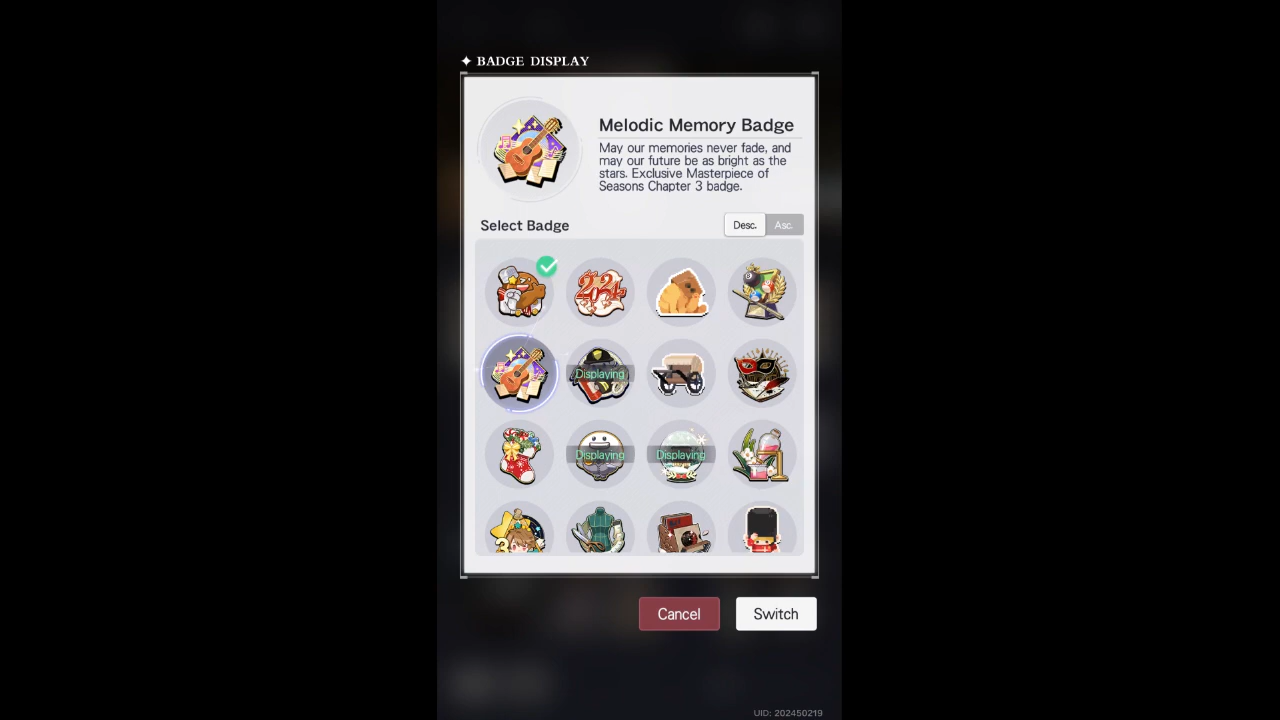 BADGE DISPLAY
Melodic Memory Badge
May our memories never fade, and
may our future be as bright as the
stars. Exclusive Masterpiece of
Seasons Chapter 3 badge.
Select Badge
Desc.
Asc.
2024
Displaying
Displaying
Displaying
3
Cancel
Switch
UID: 202450219